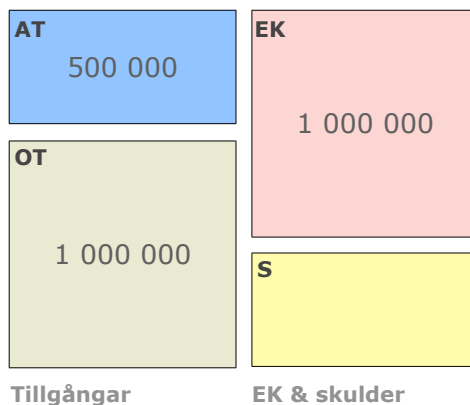 AT
500 000
OT
1 000 000
Tillgångar
EK
1 000 000
S
EK & skulder